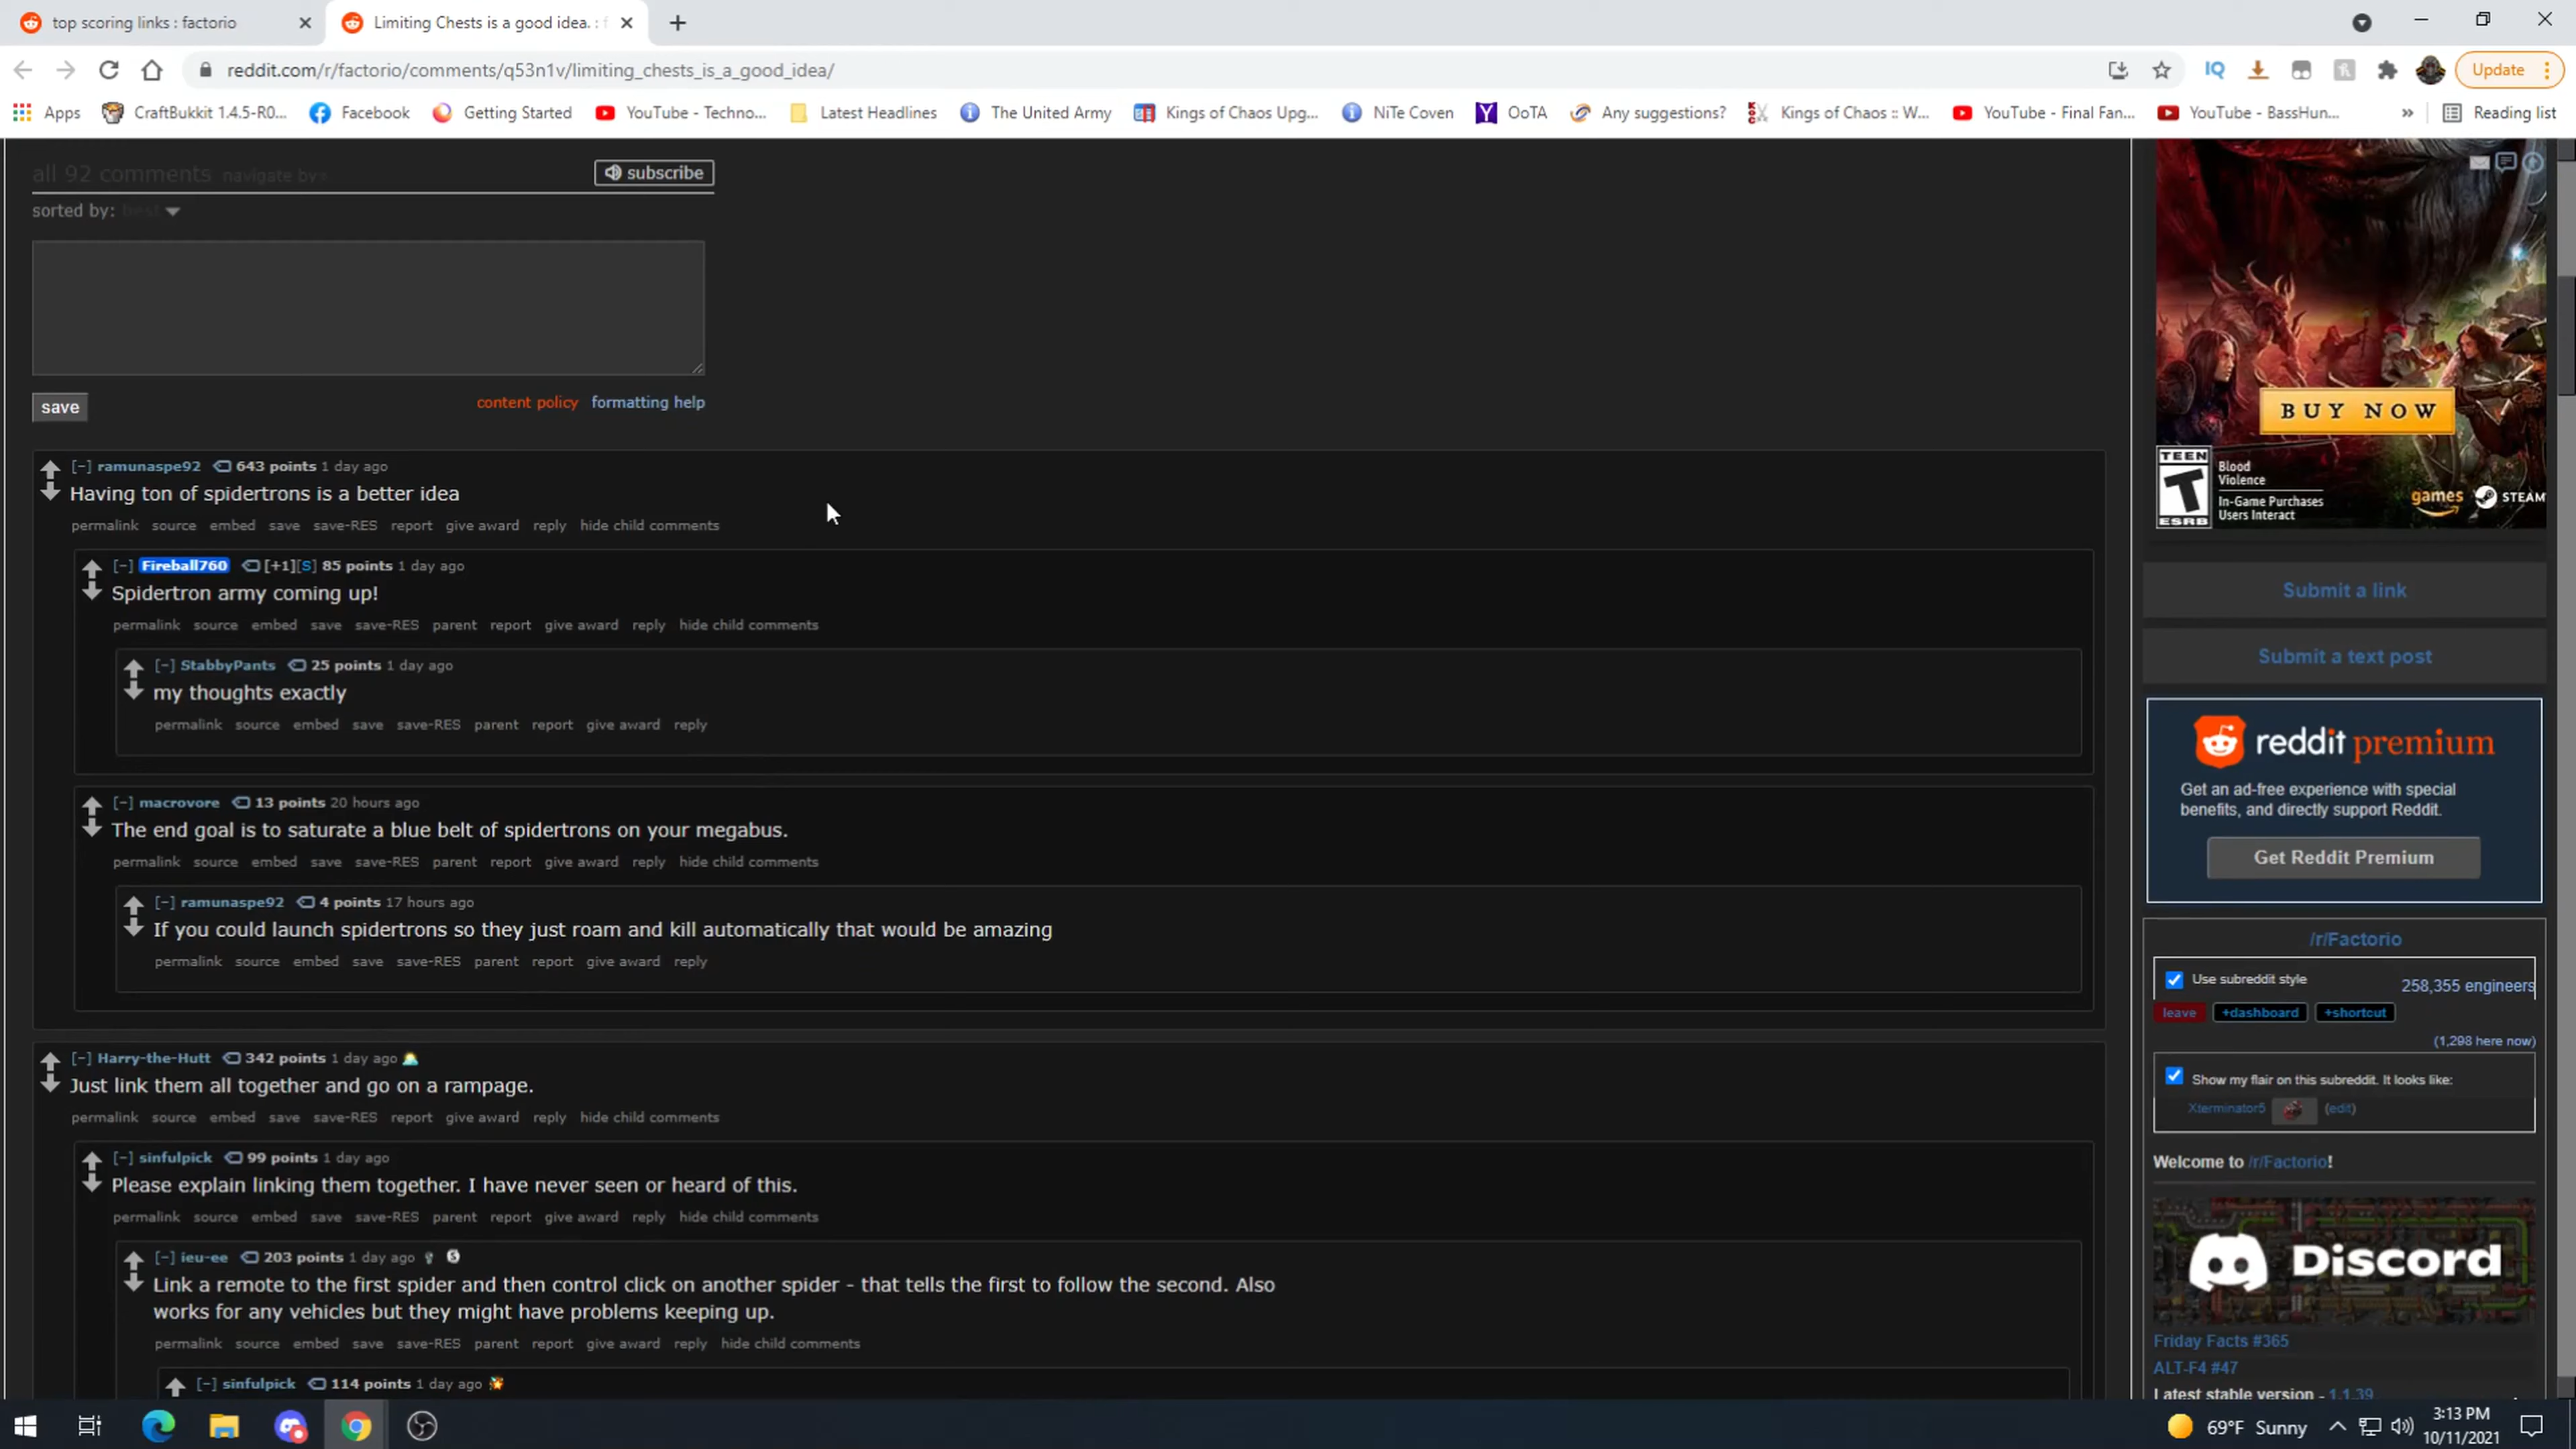 top scoring links : factorio
Limiting Chests is a good idea. : f
reddit.com/r/factorio/comments/q53n1v/limiting_chests_is_a_good_idea/
Update
Apps
CraftBukkit 1.4.5-R0...
Facebook
Getting Started
YouTube - Techno...
Latest Headlines
The United Army
Kings of Chaos Upg...
NiTe Coven
OoTA
Any suggestions?
Kings of Chaos :: W...
YouTube - Final Fan...
YouTube - BassHun...
»
Reading list
all 92 comments navigate by
subscribe
sorted by: best
save
content policy formatting help
[–] ramunaspe92 643 points 1 day ago
Having ton of spidertrons is a better idea
permalink source embed save save-RES report give award reply hide child comments
[–] Fireball760 [+1][S] 85 points 1 day ago
Spidertron army coming up!
permalink source embed save save-RES parent report give award reply hide child comments
[–] StabbyPants 25 points 1 day ago
my thoughts exactly
permalink source embed save save-RES parent report give award reply
[–] macrovore 13 points 20 hours ago
The end goal is to saturate a blue belt of spidertrons on your megabus.
permalink source embed save save-RES parent report give award reply hide child comments
[–] ramunaspe92 4 points 17 hours ago
If you could launch spidertrons so they just roam and kill automatically that would be amazing
permalink source embed save save-RES parent report give award reply
[–] Harry-the-Hutt 342 points 1 day ago
Just link them all together and go on a rampage.
permalink source embed save save-RES report give award reply hide child comments
[–] sinfulpick 99 points 1 day ago
Please explain linking them together. I have never seen or heard of this.
permalink source embed save save-RES parent report give award reply hide child comments
[–] ieu-ee 203 points 1 day ago
Link a remote to the first spider and then control click on another spider - that tells the first to follow the second. Also
works for any vehicles but they might have problems keeping up.
permalink source embed save save-RES parent report give award reply hide child comments
[–] sinfulpick 114 points 1 day ago
BUY NOW
TEEN
T
ESRB
Blood
Violence
In-Game Purchases
Users Interact
games
STEAM
Submit a link
Submit a text post
reddit premium
Get an ad-free experience with special
benefits, and directly support Reddit.
Get Reddit Premium
/r/Factorio
Use subreddit style
258,355 engineers
leave +dashboard +shortcut
(1,298 here now)
Show my flair on this subreddit. It looks like:
Xterminator5 (edit)
Welcome to /r/Factorio!
Discord
Friday Facts #365
ALT-F4 #47
Latest stable version - 1.1.39
69°F Sunny
3:13 PM
10/11/2021